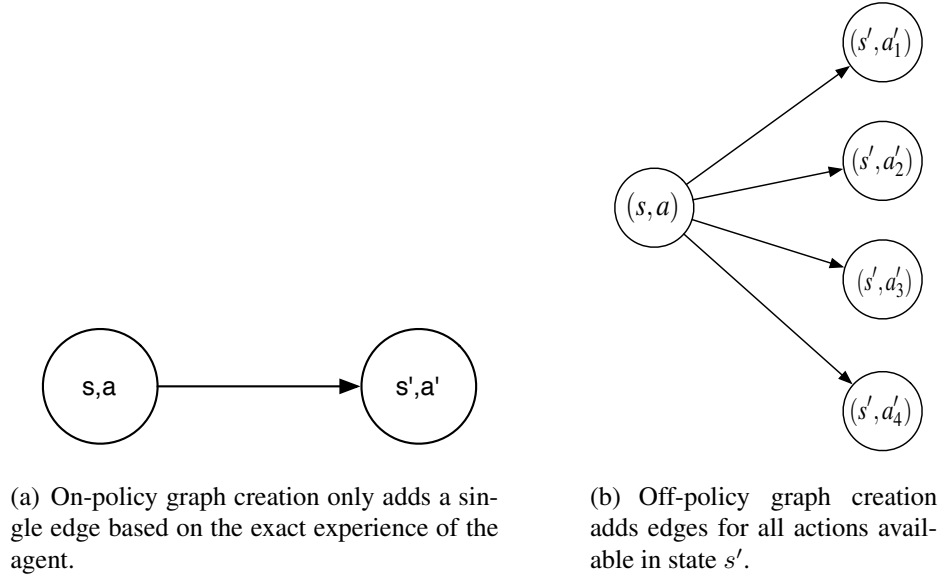 s,a
s',a'
(a) On-policy graph creation only adds a sin-
gle edge based on the exact experience of the
agent.
(s,a)
(s′,a′₁)
(s′,a′₂)
(s′,a′₃)
(s′,a′₄)
(b) Off-policy graph creation
adds edges for all actions avail-
able in state s′.